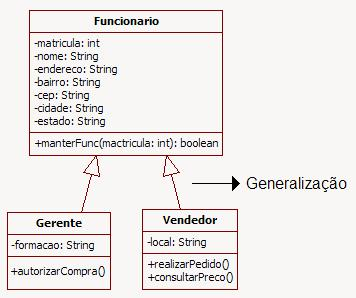 Funcionario
-matricula: int
-nome: String
-endereco: String
-bairro: String
-cep: String
-cidade: String
-estado: String
+manterFunc(mactricula: int): boolean
Generalização
Gerente
-formacao: String
+autorizarCompra()
Vendedor
-local: String
+realizarPedido()
+consultarPreco()